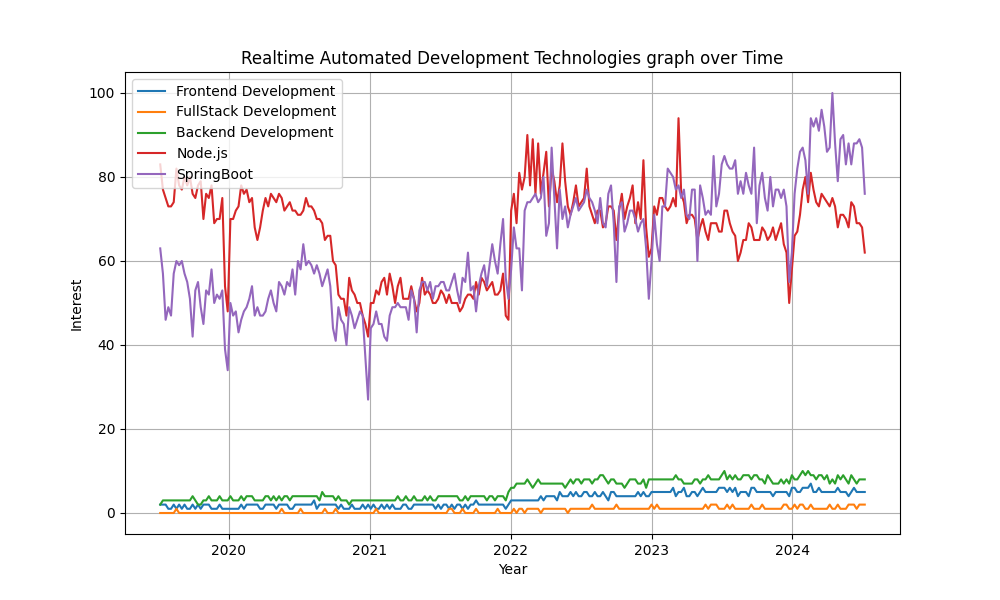 Realtime Automated Development Technologies graph over Time
Frontend Development
FullStack Development
Backend Development
Node.js
SpringBoot
100
80
60
40
20
0
Interest
2020 2021 2022 2023 2024
Year